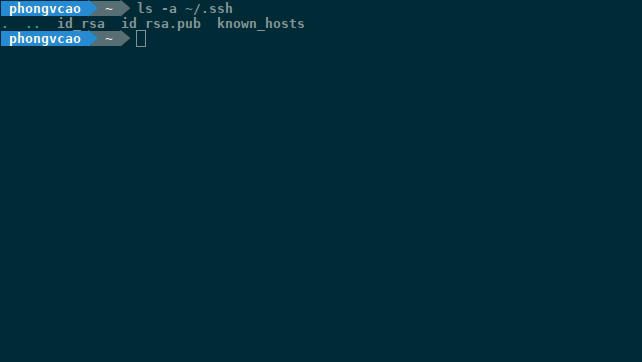 phongvcao ~ ls -a ~/.ssh
. .. id_rsa id_rsa.pub known_hosts
phongvcao ~